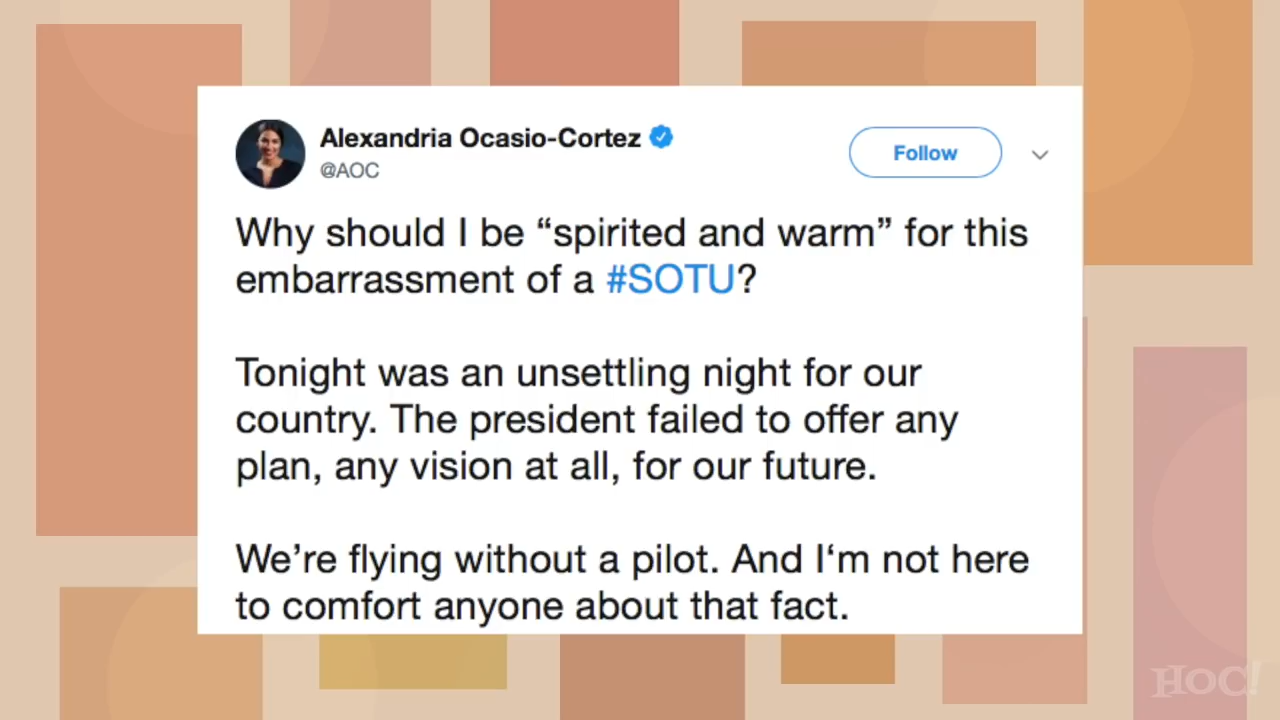 Alexandria Ocasio-Cortez
@AOC
Follow
Why should I be “spirited and warm” for this
embarrassment of a #SOTU?
Tonight was an unsettling night for our
country. The president failed to offer any
plan, any vision at all, for our future.
We’re flying without a pilot. And I‘m not here
to comfort anyone about that fact.
HOC!